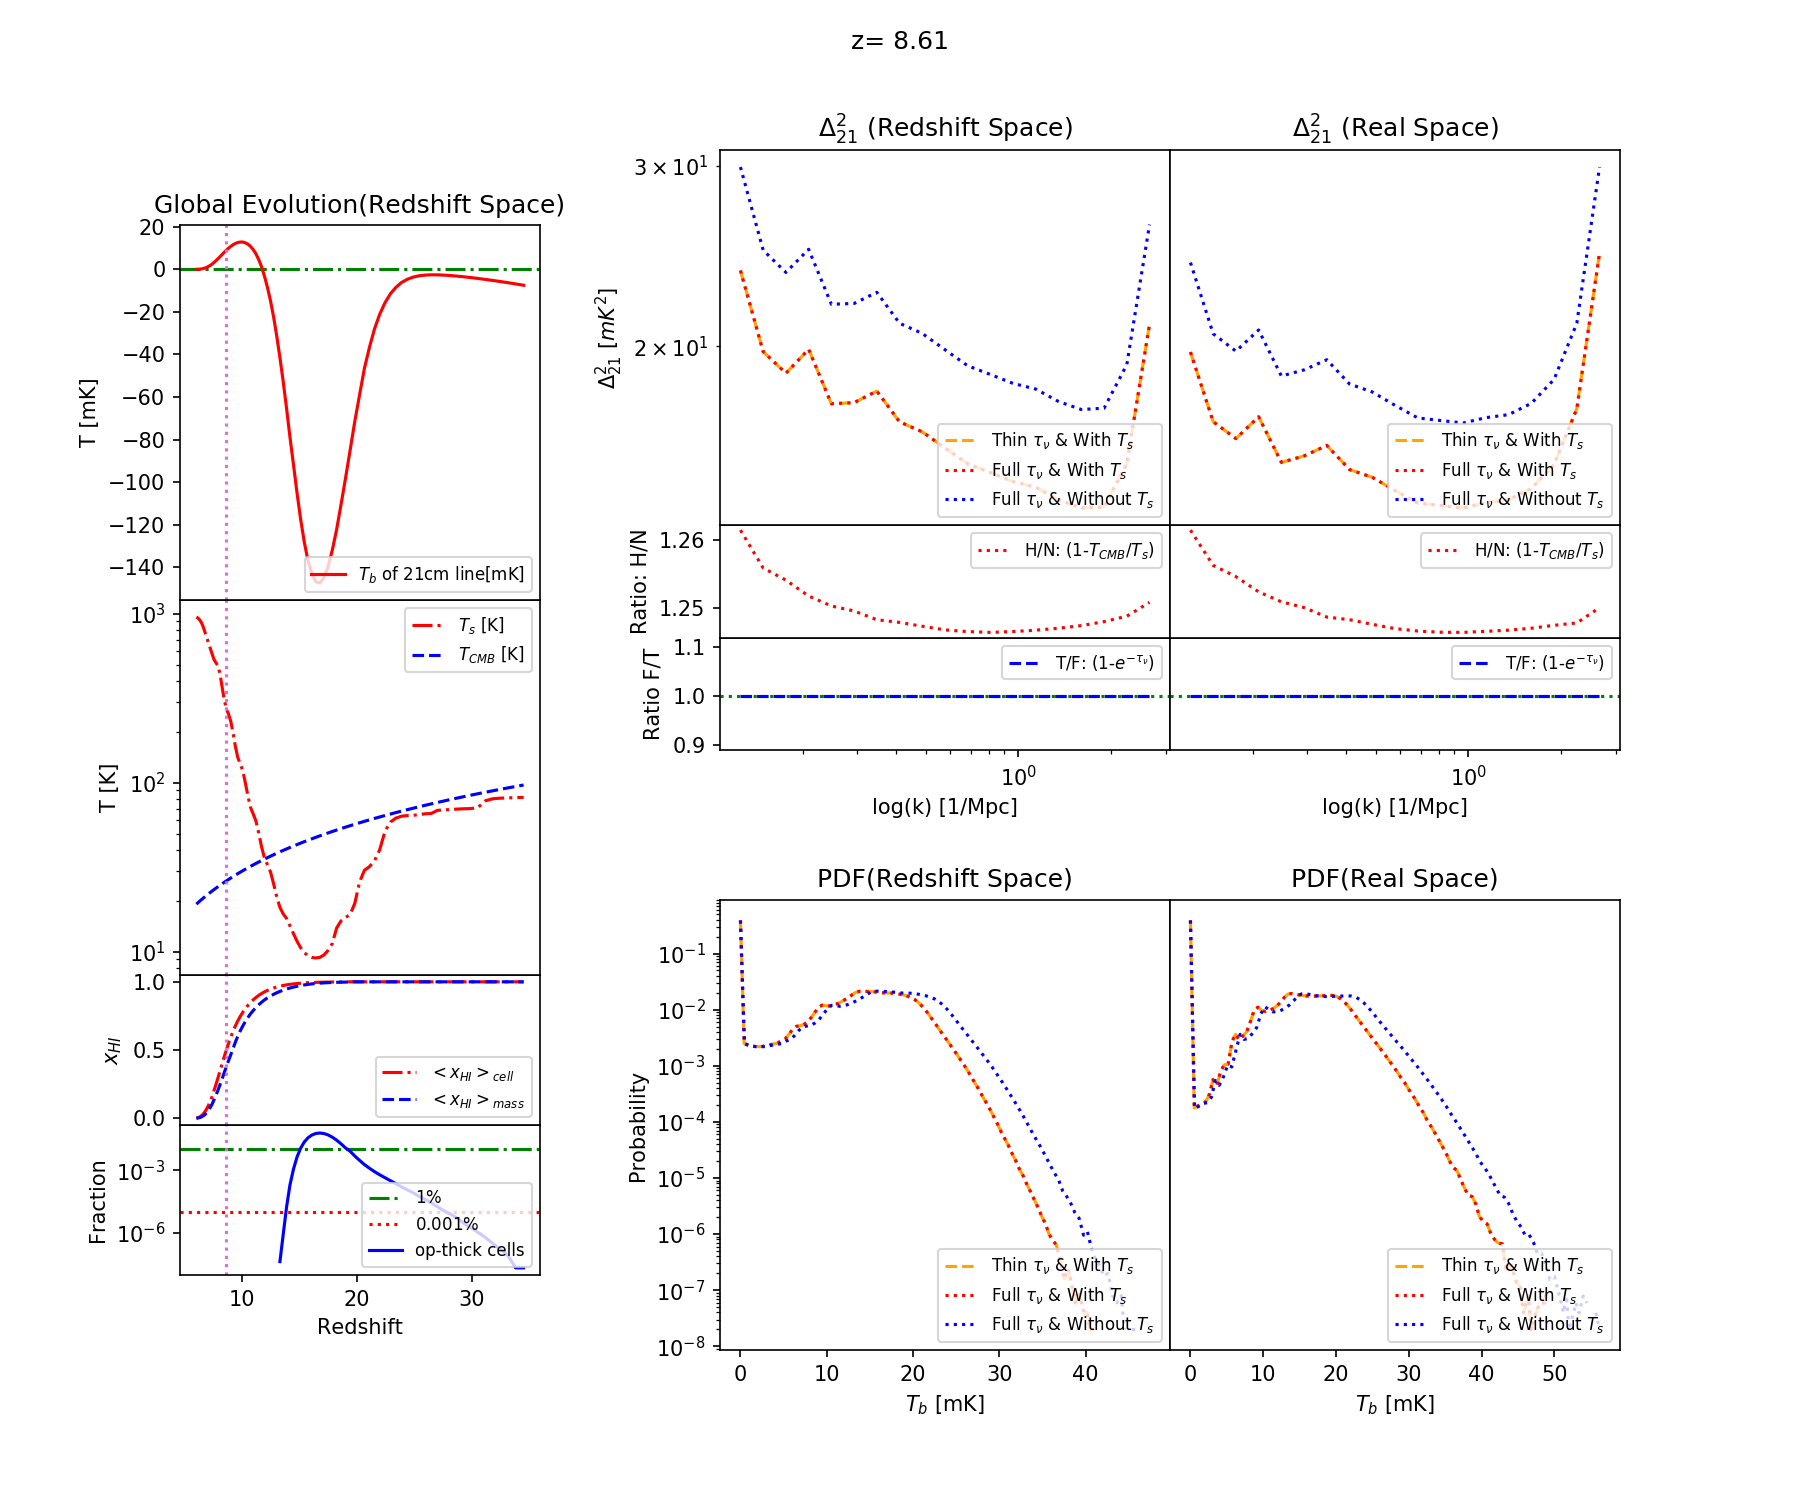 z= 8.61
Global Evolution(Redshift Space)
T [mK]
20
0
−20
−40
−60
−80
−100
−120
−140
T_b of 21cm line[mK]
T [K]
10^3
10^2
10^1
T_s [K]
T_CMB [K]
x_HI
1.0
0.5
0.0
<x_HI>_cell
<x_HI>_mass
Fraction
10^−3
10^−6
1%
0.001%
op-thick cells
10 20 30
Redshift
Δ²₂₁ (Redshift Space)
Δ²₂₁ (Real Space)
Δ²₂₁ [mK²]
3 × 10^1
2 × 10^1
Thin τ_ν & With T_s
Full τ_ν & With T_s
Full τ_ν & Without T_s
Thin τ_ν & With T_s
Full τ_ν & With T_s
Full τ_ν & Without T_s
Ratio: H/N
1.26
1.25
H/N: (1-T_CMB/T_s)
H/N: (1-T_CMB/T_s)
Ratio F/T
1.1
1.0
0.9
T/F: (1-e^−τ_ν)
T/F: (1-e^−τ_ν)
10^0
10^0
log(k) [1/Mpc]
log(k) [1/Mpc]
PDF(Redshift Space)
PDF(Real Space)
Probability
10^−1
10^−2
10^−3
10^−4
10^−5
10^−6
10^−7
10^−8
Thin τ_ν & With T_s
Full τ_ν & With T_s
Full τ_ν & Without T_s
Thin τ_ν & With T_s
Full τ_ν & With T_s
Full τ_ν & Without T_s
0 10 20 30 40
0 10 20 30 40 50
T_b [mK]
T_b [mK]